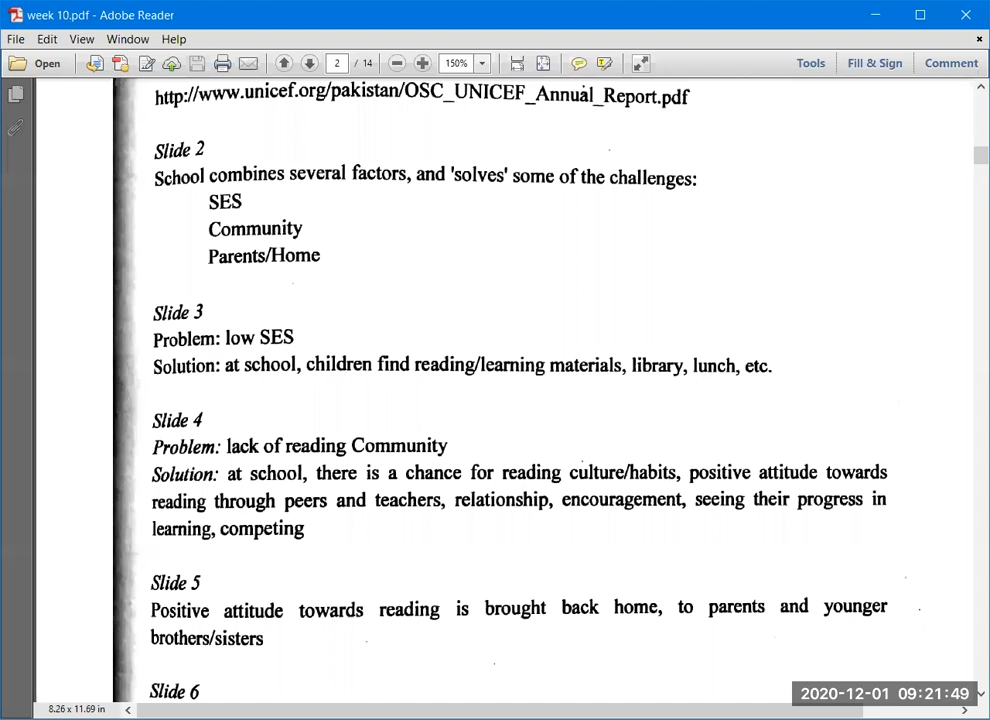 week 10.pdf - Adobe Reader
File Edit View Window Help
Open 2 / 14 150% Tools Fill & Sign Comment
http://www.unicef.org/pakistan/OSC_UNICEF_Annual_Report.pdf
Slide 2
School combines several factors, and 'solves' some of the challenges:
SES
Community
Parents/Home
Slide 3
Problem: low SES
Solution: at school, children find reading/learning materials, library, lunch, etc.
Slide 4
Problem: lack of reading Community
Solution: at school, there is a chance for reading culture/habits, positive attitude towards
reading through peers and teachers, relationship, encouragement, seeing their progress in
learning, competing
Slide 5
Positive attitude towards reading is brought back home, to parents and younger
brothers/sisters
Slide 6
2020-12-01 09:21:49
8.26 x 11.69 in